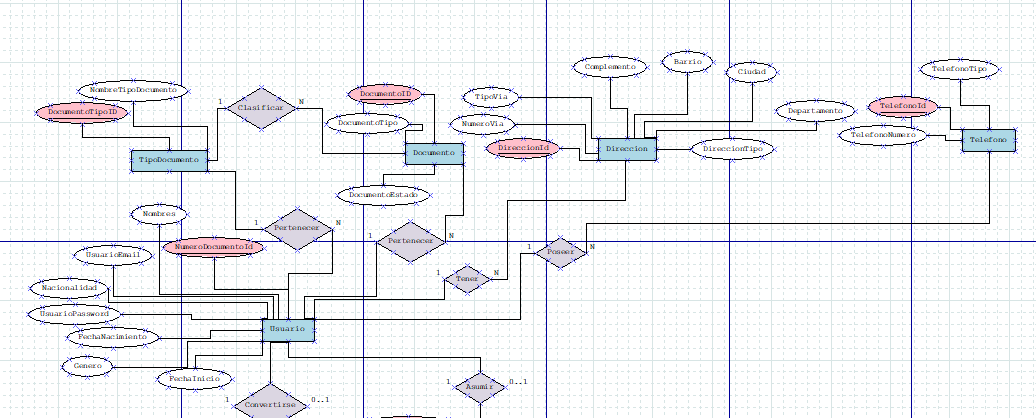 Barrio
Complemento
TelefonoTipo
Ciudad
NombreTipoDocumento
DocumentoID
TipoVia
1
Clasificar
N
TelefonoId
DocumentoTipoID
Departamento
DocumentoTipo
NumeroVia
TelefonoNumero
Telefono
DireccionId
Direccion
DireccionTipo
Documento
TipoDocumento
DocumentoEstado
Nombres
1
Pertenecer
N
1
Pertenecer
N
NumeroDocumentoId
1
Poseer
N
UsuarioEmail
1
Tener
N
Nacionalidad
UsuarioPassword
Usuario
FechaNacimiento
Genero
FechaInicio
1
Asumir
0..1
1
Convertirse
0..1